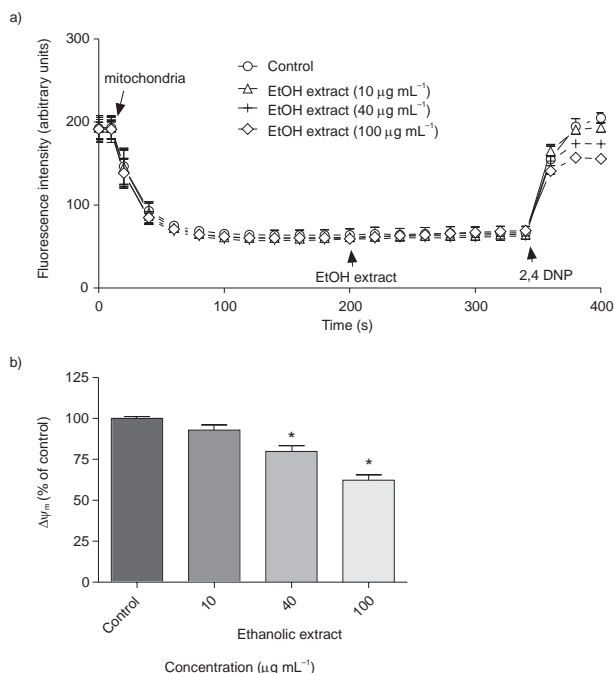 a)
Fluorescence intensity (arbitrary units)
300
200
100
0
mitochondria
Control
EtOH extract (10 μg mL⁻¹)
EtOH extract (40 μg mL⁻¹)
EtOH extract (100 μg mL⁻¹)
EtOH extract
2,4 DNP
0 100 200 300 400
Time (s)
b)
Δψₘ (% of control)
125
100
75
50
25
0
* *
Control 10 40 100
Ethanolic extract
Concentration (μg mL⁻¹)